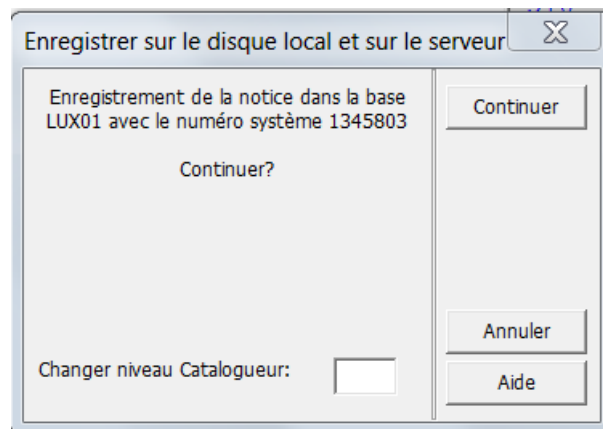 Enregistrer sur le disque local et sur le serveur
Enregistrement de la notice dans la base
LUX01 avec le numéro système 1345803
Continuer?
Continuer
Annuler
Changer niveau Catalogueur:
Aide